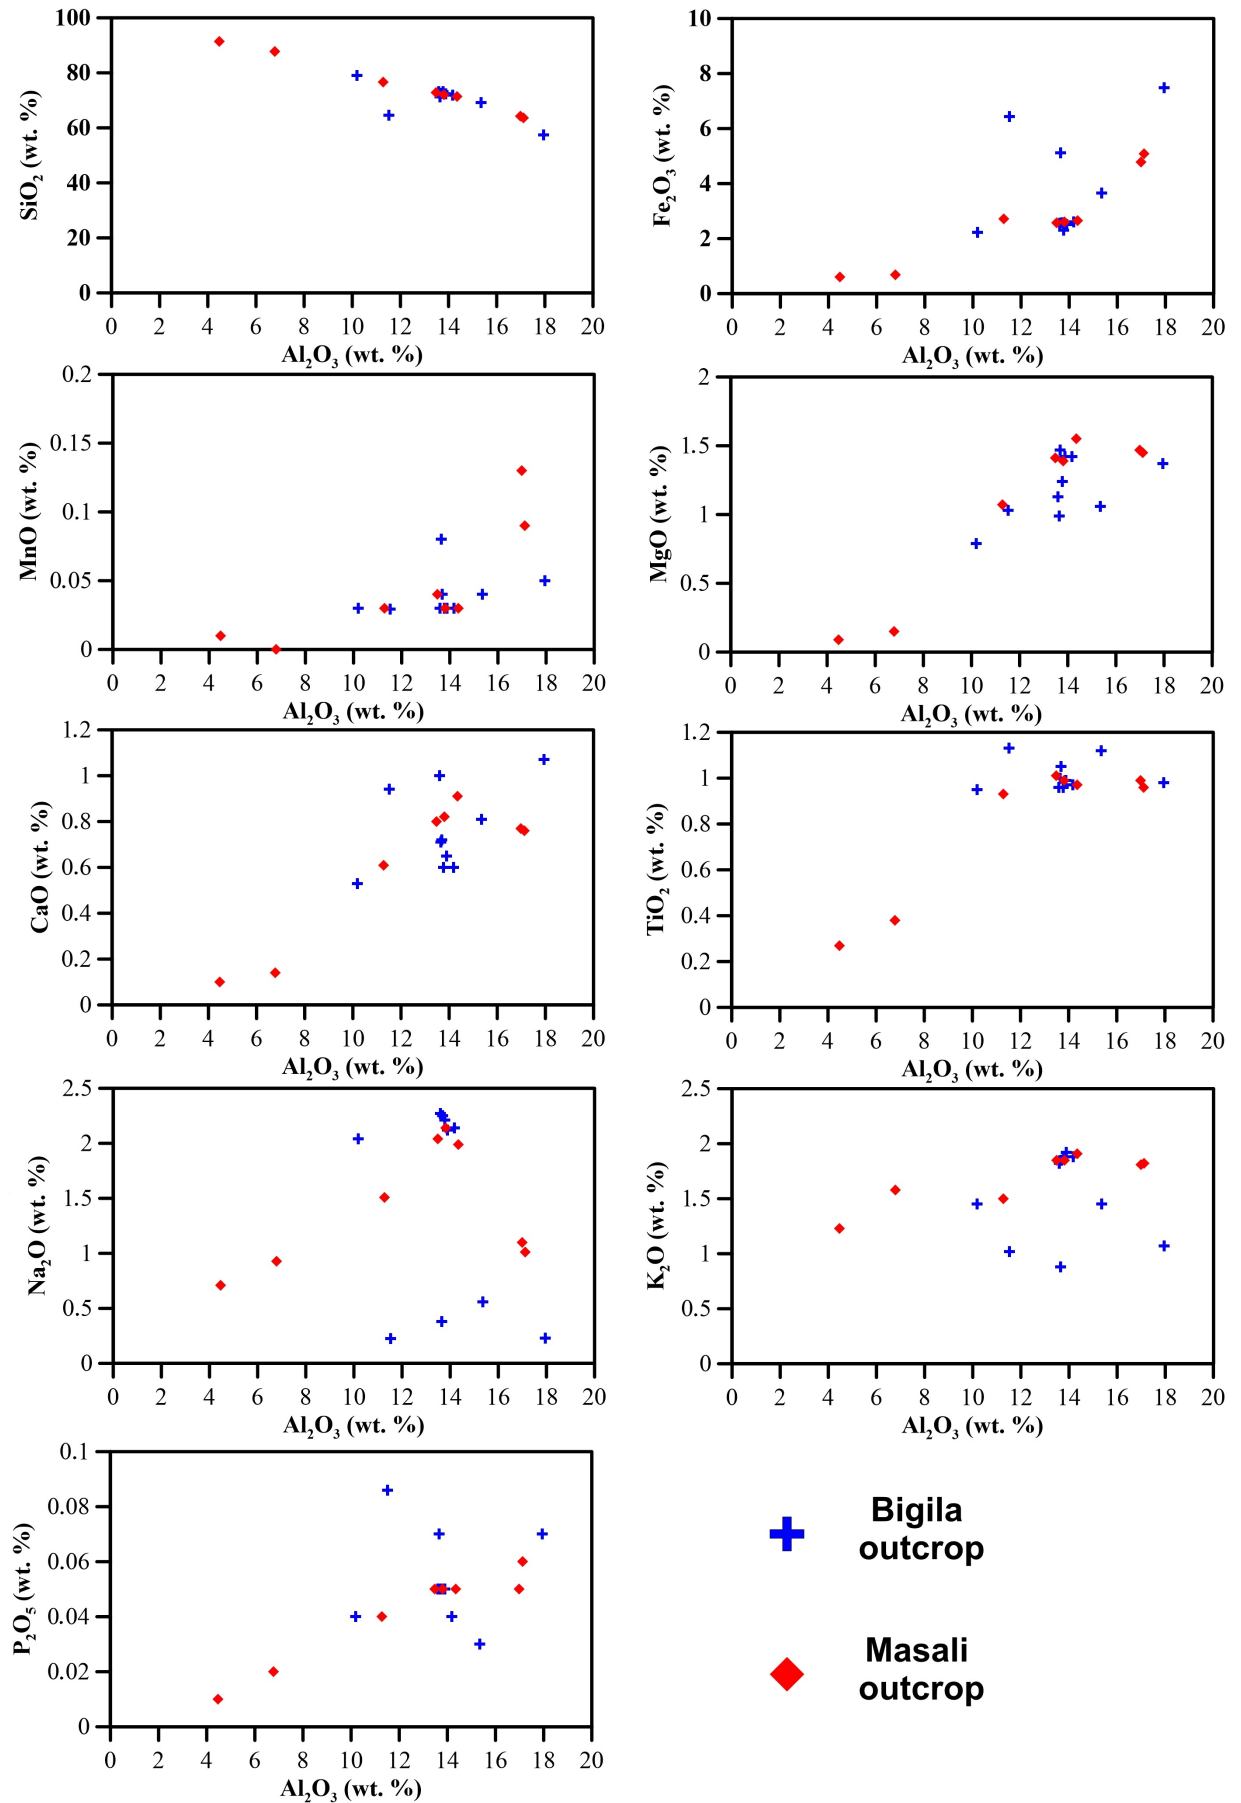 100
80
60
40
20
0
SiO₂ (wt. %)
0 2 4 6 8 10 12 14 16 18 20
Al₂O₃ (wt. %)
10
8
6
4
2
0
Fe₂O₃ (wt. %)
0 2 4 6 8 10 12 14 16 18 20
Al₂O₃ (wt. %)
0.2
0.15
0.1
0.05
0
MnO (wt. %)
0 2 4 6 8 10 12 14 16 18 20
Al₂O₃ (wt. %)
2
1.5
1
0.5
0
MgO (wt. %)
0 2 4 6 8 10 12 14 16 18 20
Al₂O₃ (wt. %)
1.2
1
0.8
0.6
0.4
0.2
0
CaO (wt. %)
0 2 4 6 8 10 12 14 16 18 20
Al₂O₃ (wt. %)
1.2
1
0.8
0.6
0.4
0.2
0
TiO₂ (wt. %)
0 2 4 6 8 10 12 14 16 18 20
Al₂O₃ (wt. %)
2.5
2
1.5
1
0.5
0
Na₂O (wt. %)
0 2 4 6 8 10 12 14 16 18 20
Al₂O₃ (wt. %)
2.5
2
1.5
1
0.5
0
K₂O (wt. %)
0 2 4 6 8 10 12 14 16 18 20
Al₂O₃ (wt. %)
0.1
0.08
0.06
0.04
0.02
0
P₂O₅ (wt. %)
0 2 4 6 8 10 12 14 16 18 20
Al₂O₃ (wt. %)
Bigila
outcrop
Masali
outcrop